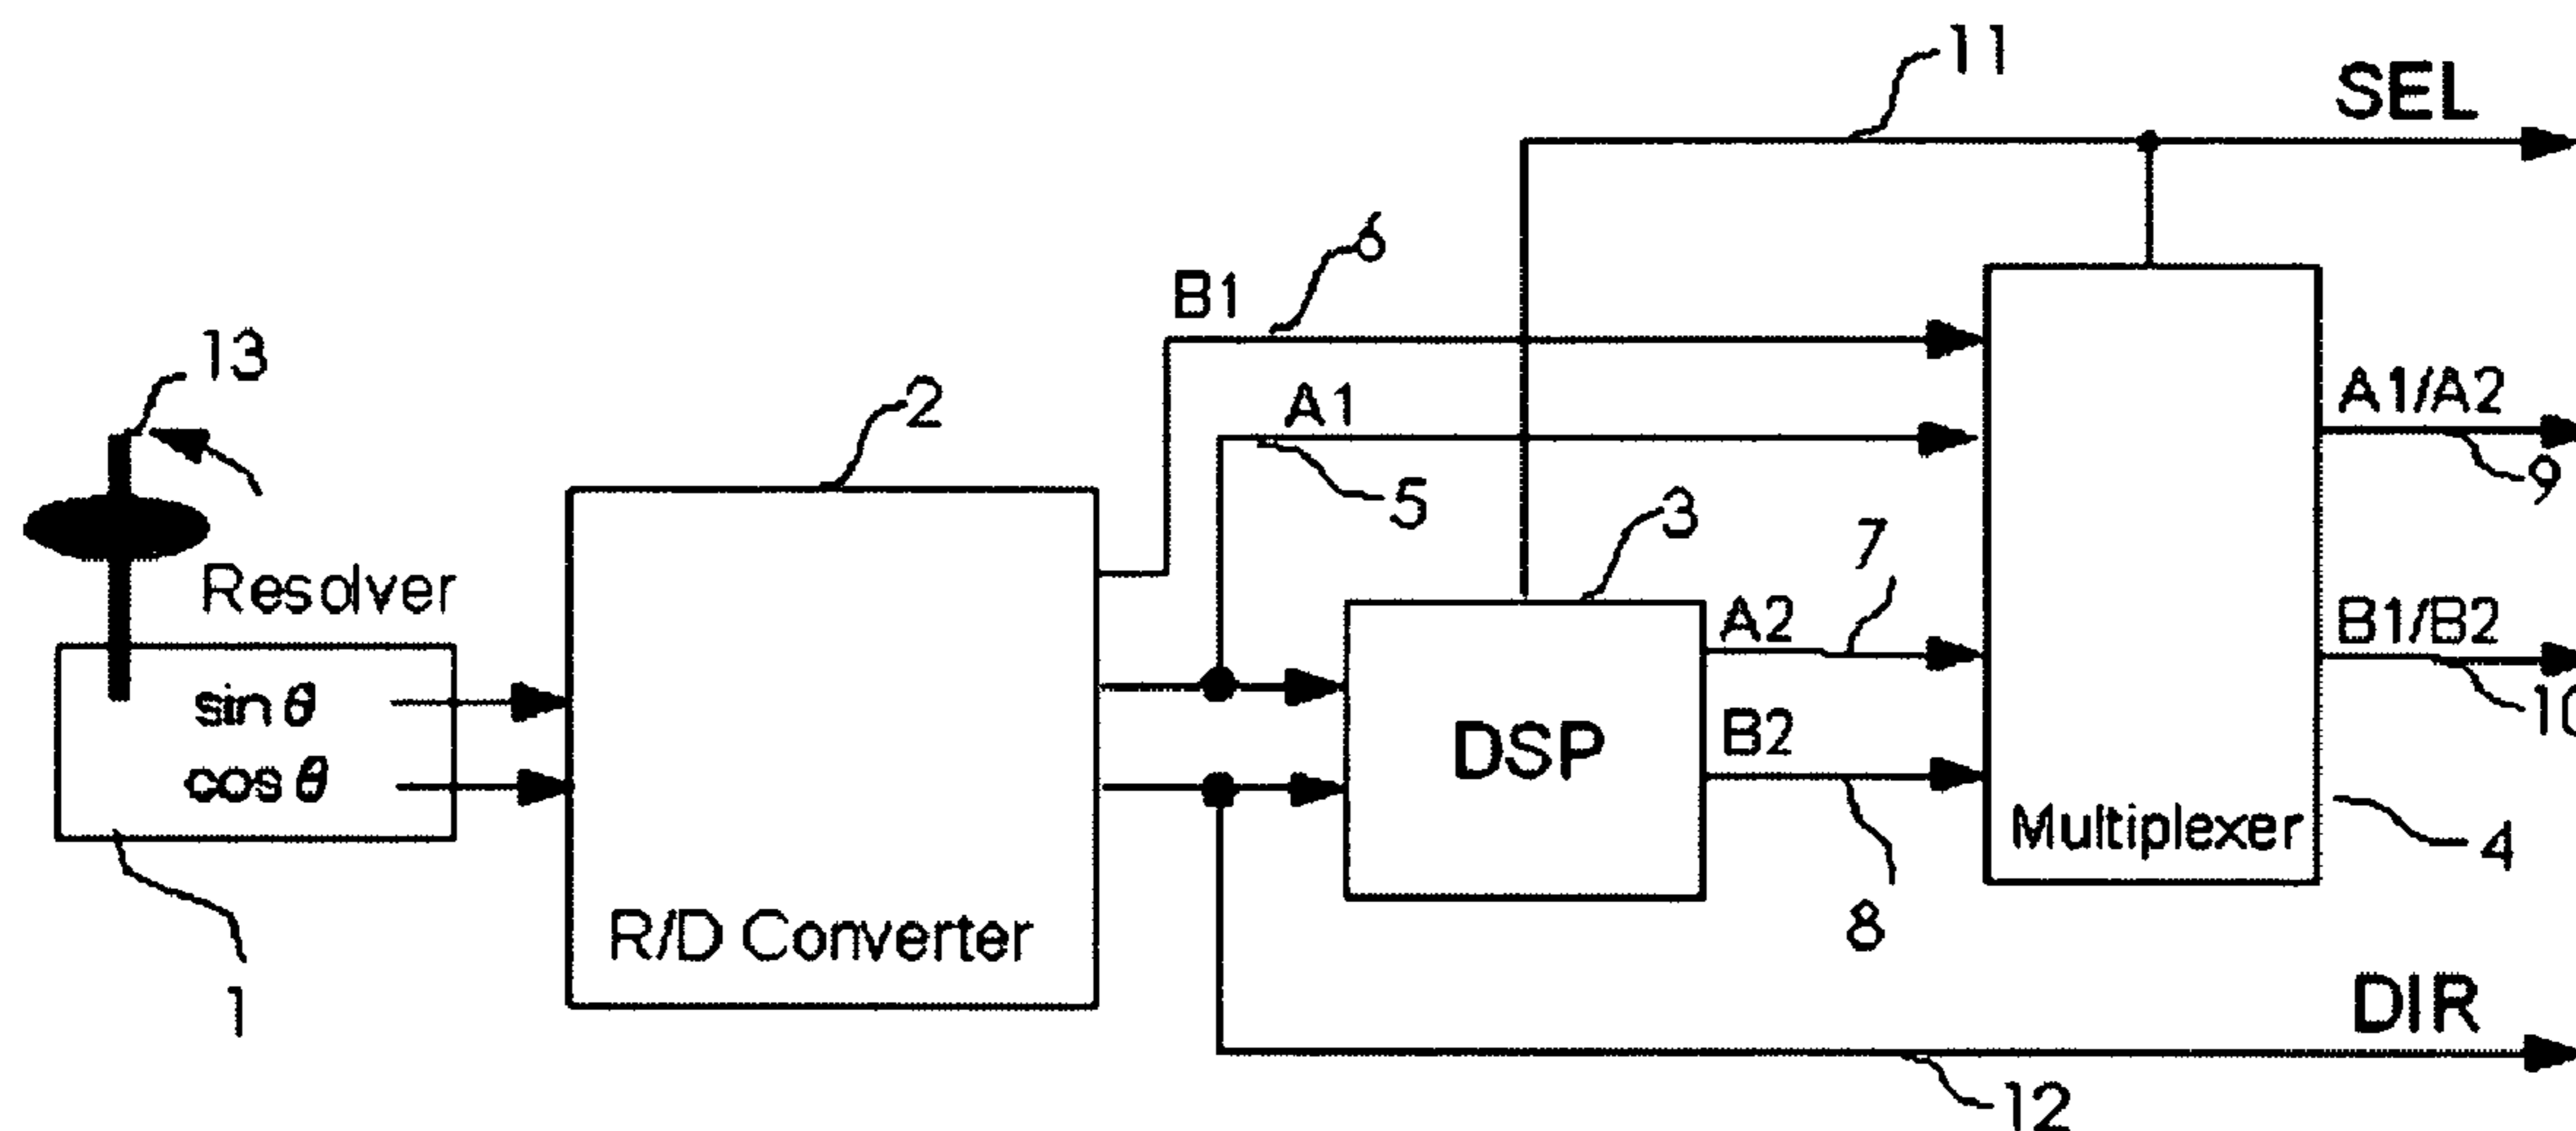 11
SEL
6
B1
13
2
A1
A1/A2
5
9
3
7
Resolver
A2
B1/B2
sin θ
10
cos θ
DSP
B2
Multiplexer
4
R/D Converter
8
1
DIR
12